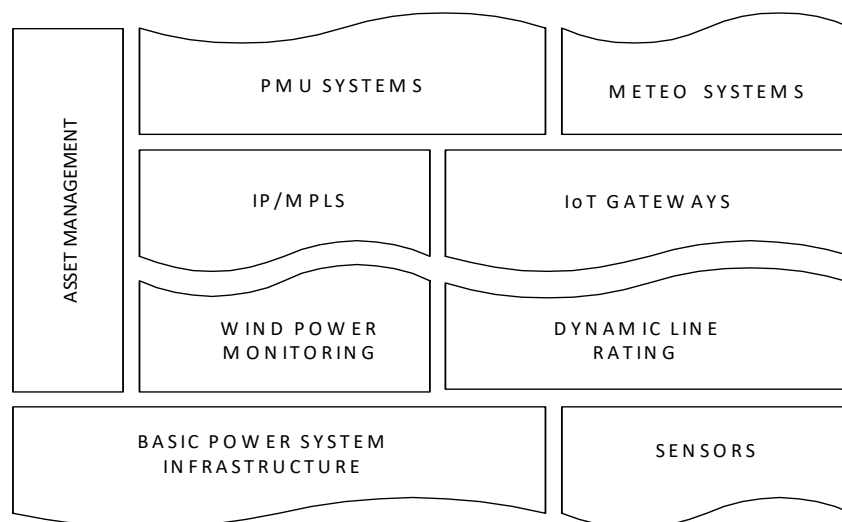 PMU SYSTEMS
METEO SYSTEMS
ASSET MANAGEMENT
IP/MPLS
IoT GATEWAYS
WIND POWER
MONITORING
DYNAMIC LINE
RATING
BASIC POWER SYSTEM
INFRASTRUCTURE
SENSORS